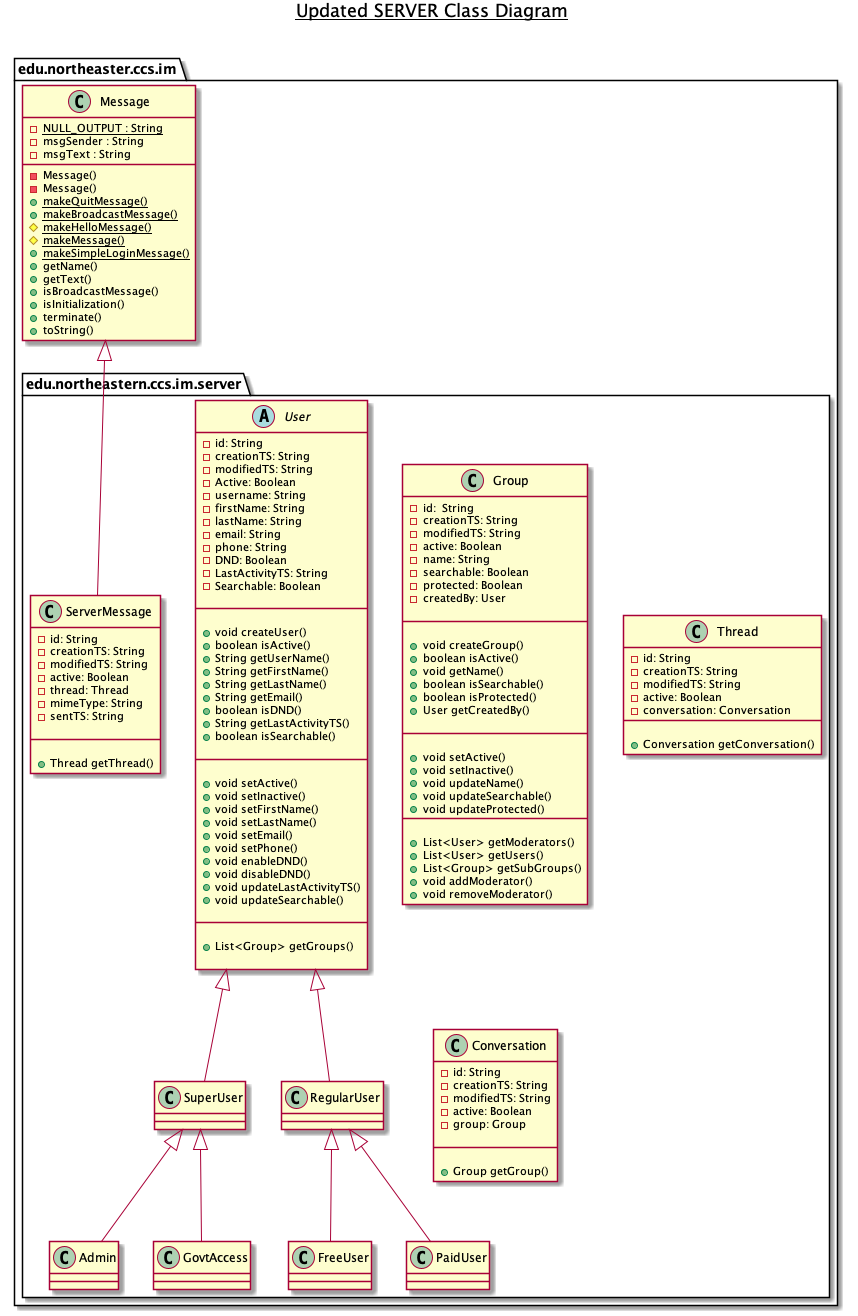 Updated SERVER Class Diagram
edu.northeaster.ccs.im
C Message
NULL_OUTPUT : String
msgSender : String
msgText : String
Message()
Message()
makeQuitMessage()
makeBroadcastMessage()
makeHelloMessage()
makeMessage()
makeSimpleLoginMessage()
getName()
getText()
isBroadcastMessage()
isInitialization()
terminate()
toString()
edu.northeastern.ccs.im.server
A User
id: String
creationTS: String
modifiedTS: String
Active: Boolean
username: String
firstName: String
lastName: String
email: String
phone: String
DND: Boolean
LastActivityTS: String
Searchable: Boolean
void createUser()
boolean isActive()
String getUserName()
String getFirstName()
String getLastName()
String getEmail()
boolean isDND()
String getLastActivityTS()
boolean isSearchable()
void setActive()
void setInactive()
void setFirstName()
void setLastName()
void setEmail()
void setPhone()
void enableDND()
void disableDND()
void updateLastActivityTS()
void updateSearchable()
List<Group> getGroups()
C Group
id:  String
creationTS: String
modifiedTS: String
active: Boolean
name: String
searchable: Boolean
protected: Boolean
createdBy: User
void createGroup()
boolean isActive()
void getName()
boolean isSearchable()
boolean isProtected()
User getCreatedBy()
void setActive()
void setInactive()
void updateName()
void updateSearchable()
void updateProtected()
List<User> getModerators()
List<User> getUsers()
List<Group> getSubGroups()
void addModerator()
void removeModerator()
C ServerMessage
id: String
creationTS: String
modifiedTS: String
active: Boolean
thread: Thread
mimeType: String
sentTS: String
Thread getThread()
C Thread
id: String
creationTS: String
modifiedTS: String
active: Boolean
conversation: Conversation
Conversation getConversation()
C SuperUser
C RegularUser
C Conversation
id: String
creationTS: String
modifiedTS: String
active: Boolean
group: Group
Group getGroup()
C Admin
C GovtAccess
C FreeUser
C PaidUser